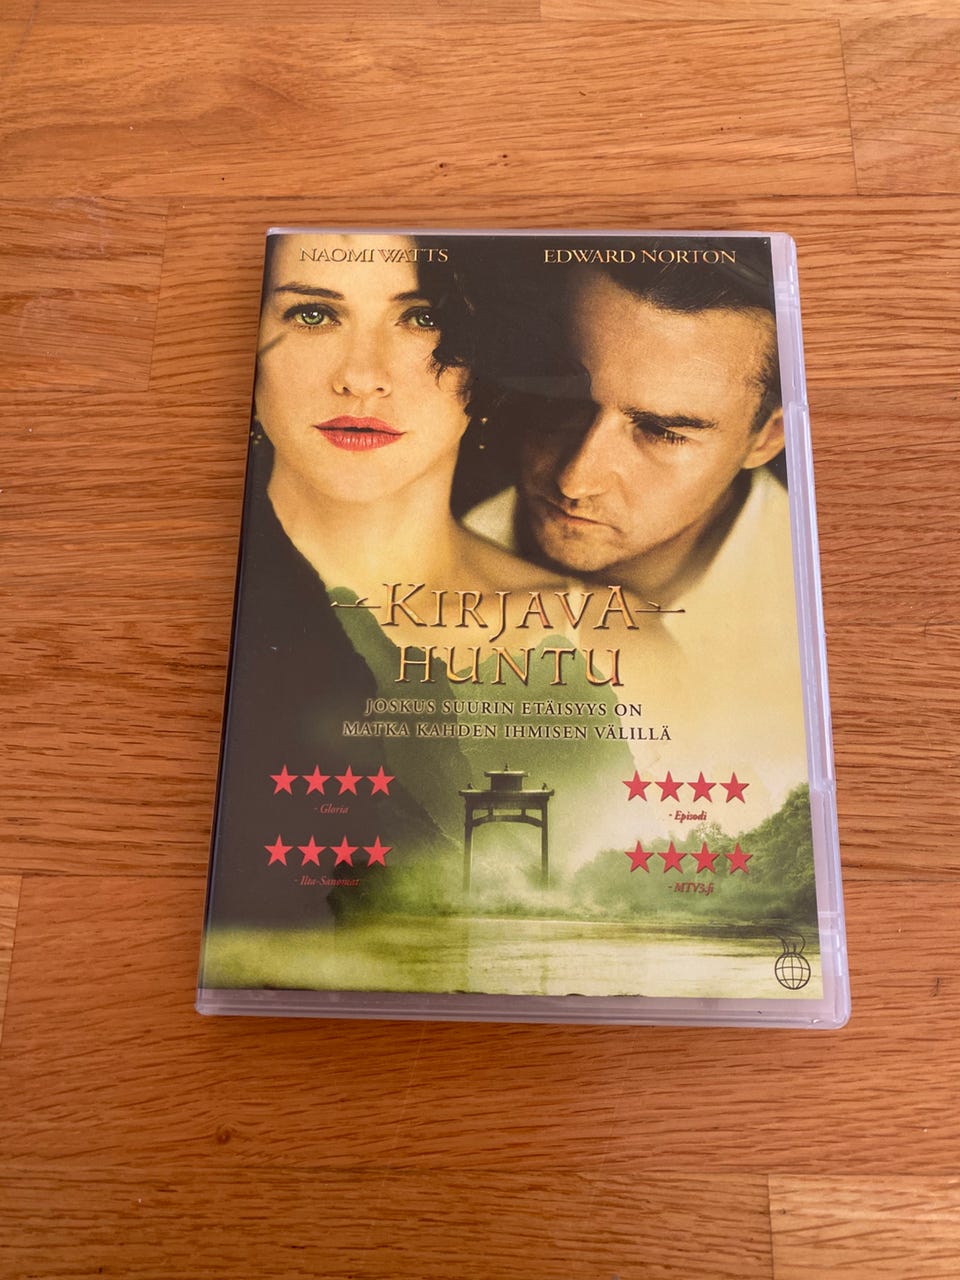 NAOMI WATTS
EDWARD NORTON
KIRJAVA
HUNTU
JOSKUS SUURIN ETÄISYYS ON
MATKA KAHDEN IHMISEN VÄLILLÄ
- Gloria
- Episodi
- Ilta-Sanomat
- MTV3.fi